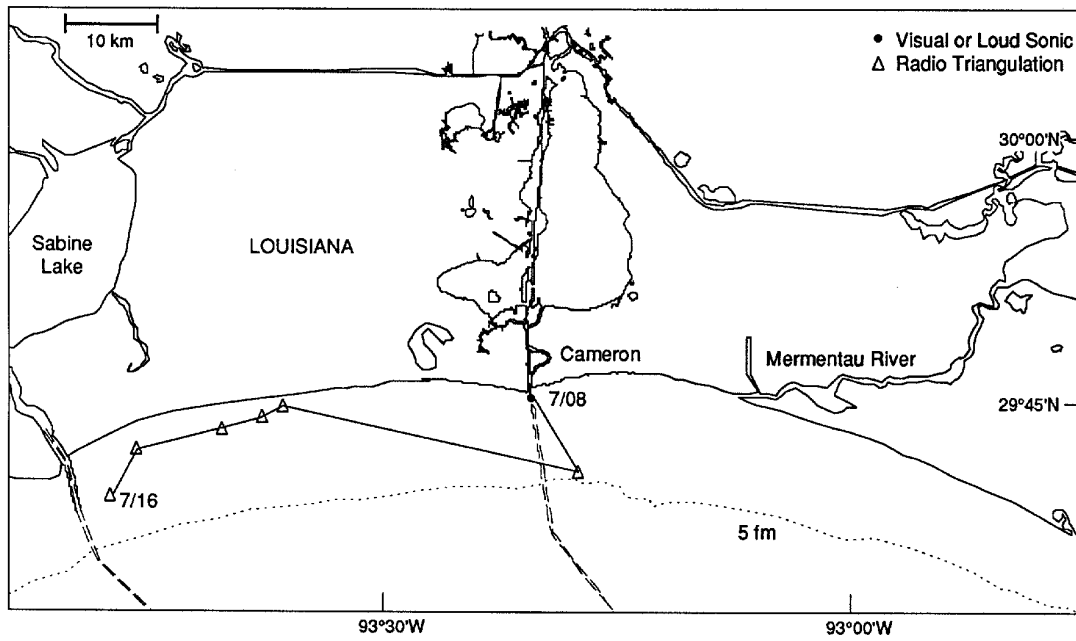 10 km
Visual or Loud Sonic
Radio Triangulation
30°00'N
Sabine
Lake
LOUISIANA
Cameron
Mermentau River
7/08
29°45'N
7/16
5 fm
93°30'W
93°00'W